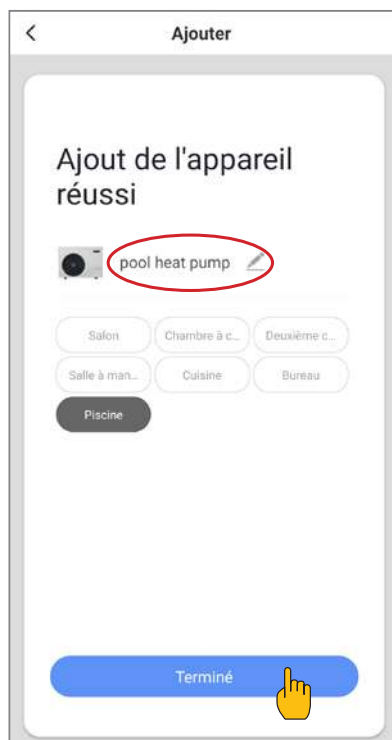 Ajouter
Ajout de l'appareil
réussi
pool heat pump
Salon
Chambre à c...
Deuxième c...
Salle à man...
Cuisine
Bureau
Piscine
Terminé